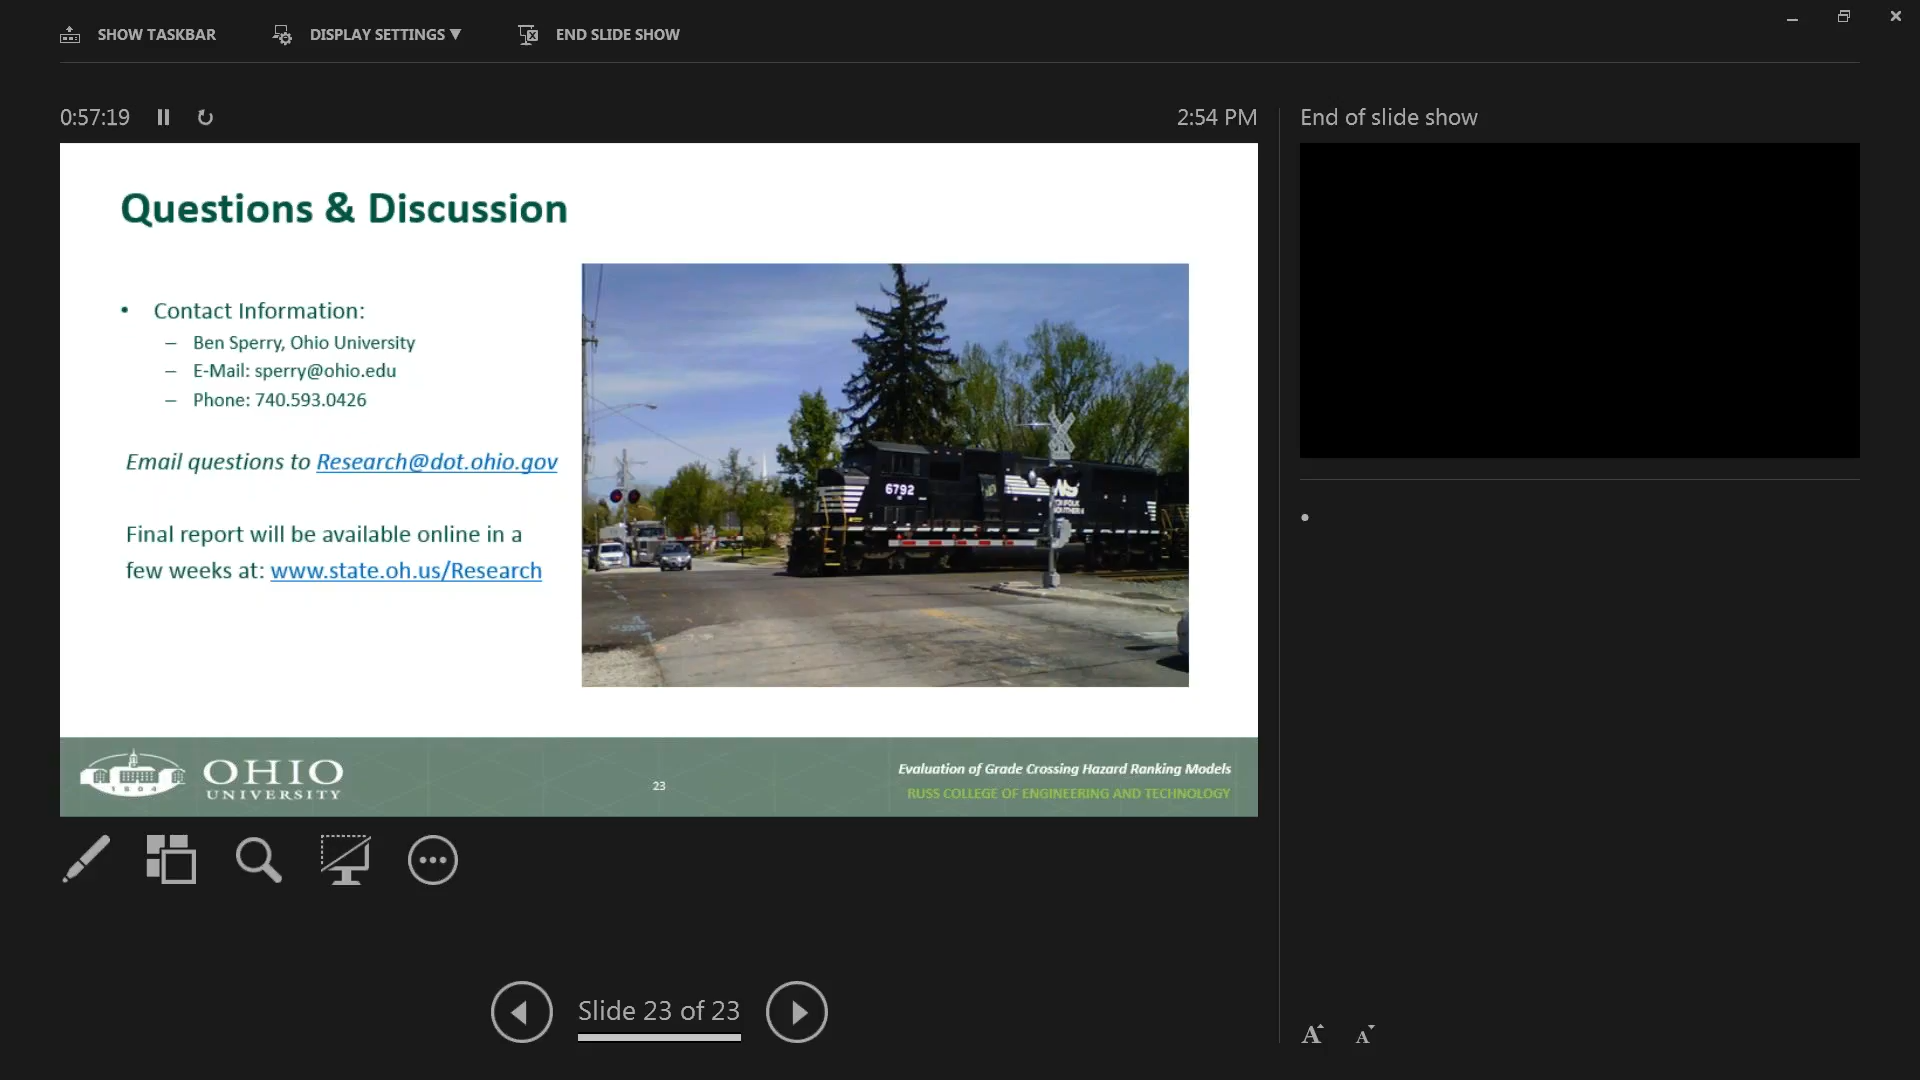 SHOW TASKBAR
DISPLAY SETTINGS ▼
END SLIDE SHOW
0:57:19
2:54 PM
End of slide show
Questions & Discussion
• Contact Information:
– Ben Sperry, Ohio University
– E-Mail: sperry@ohio.edu
– Phone: 740.593.0426
Email questions to Research@dot.ohio.gov
Final report will be available online in a
few weeks at: www.state.oh.us/Research
6792
NS
NORFOLK
SOUTHERN
1804
OHIO
UNIVERSITY
23
Evaluation of Grade Crossing Hazard Ranking Models
RUSS COLLEGE OF ENGINEERING AND TECHNOLOGY
•
Slide 23 of 23
A A